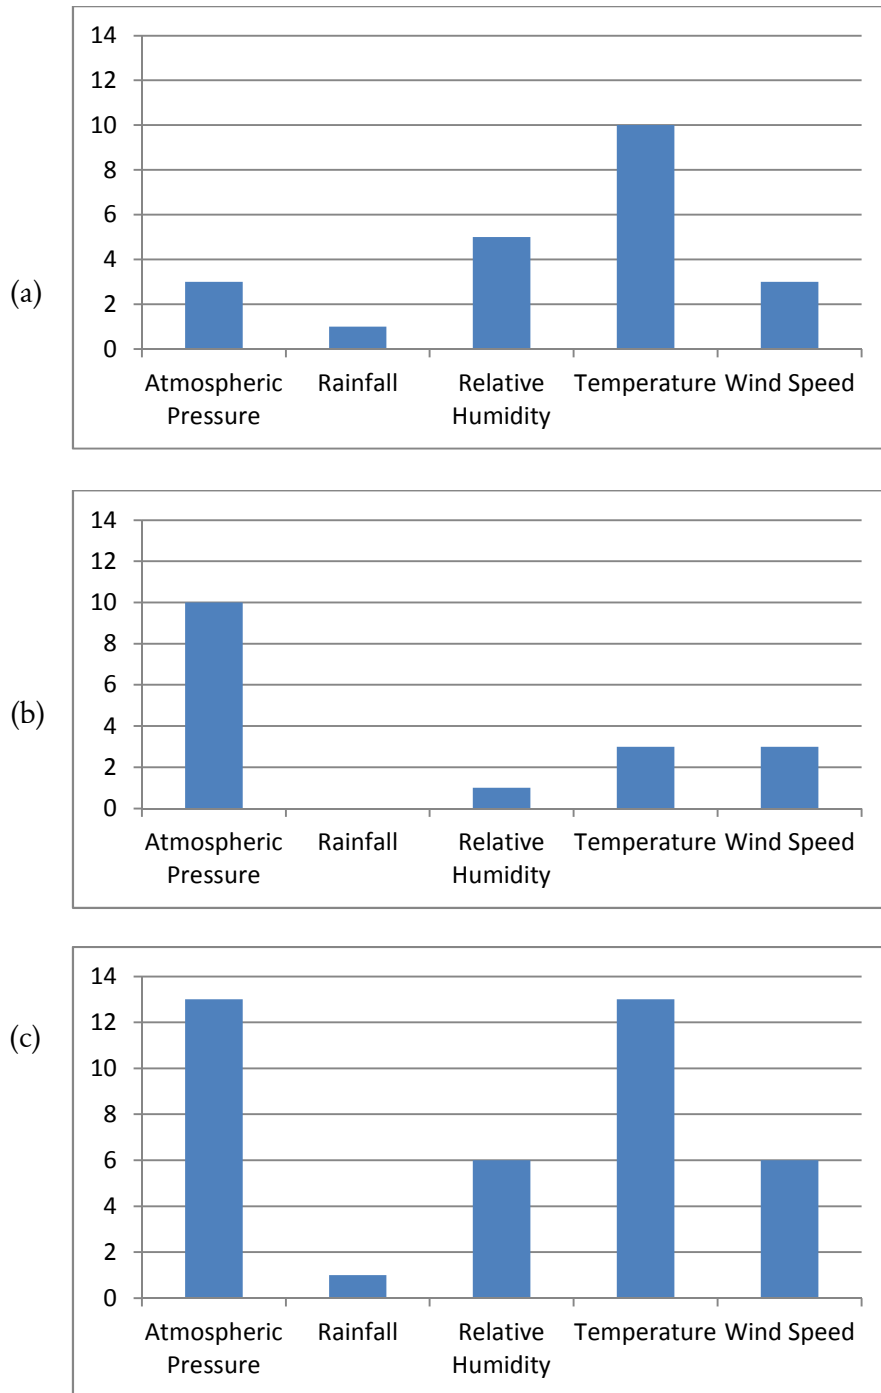 14
12
10
8
6
4
2
0
(a)
Atmospheric Pressure
Rainfall
Relative Humidity
Temperature
Wind Speed
14
12
10
8
6
4
2
0
(b)
Atmospheric Pressure
Rainfall
Relative Humidity
Temperature
Wind Speed
14
12
10
8
6
4
2
0
(c)
Atmospheric Pressure
Rainfall
Relative Humidity
Temperature
Wind Speed